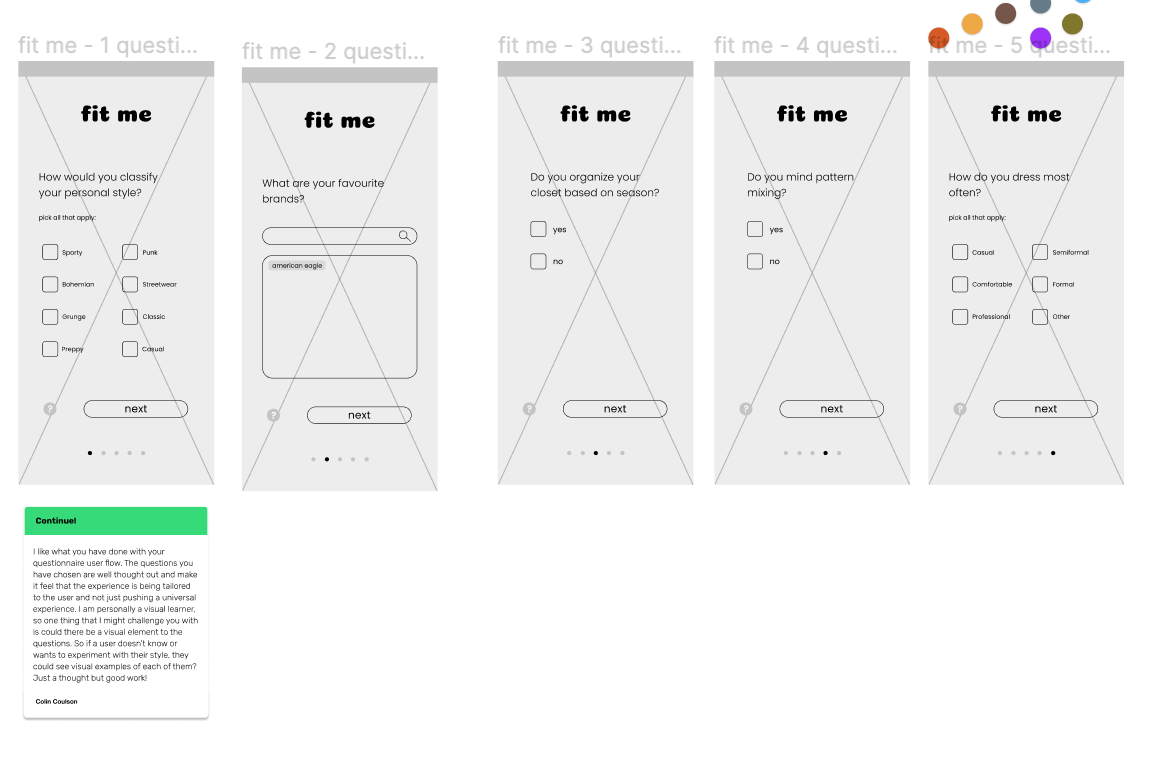 fit me - 1 questi...
fit me
How would you classify
your personal style?
pick all that apply:
Sporty
Punk
Bohemian
Streetwear
Grunge
Classic
Preppy
Casual
?
next
fit me - 2 questi...
fit me
What are your favourite
brands?
american eagle
?
next
fit me - 3 questi...
fit me
Do you organize your
closet based on season?
yes
no
?
next
fit me - 4 questi...
fit me
Do you mind pattern
mixing?
yes
no
?
next
fit me - 5 questi...
fit me
How do you dress most
often?
pick all that apply:
Casual
Semiformal
Comfortable
Formal
Professional
Other
?
next
Continue!
I like what you have done with your
questionnaire user flow. The questions you
have chosen are well thought out and make
it feel that the experience is being tailored
to the user and not just pushing a universal
experience. I am personally a visual learner,
so one thing that I might challenge you with
is could there be a visual element to the
questions. So if a user doesn't know or
wants to experiment with their style, they
could see visual examples of each of them?
Just a thought but good work!
Colin Coulson